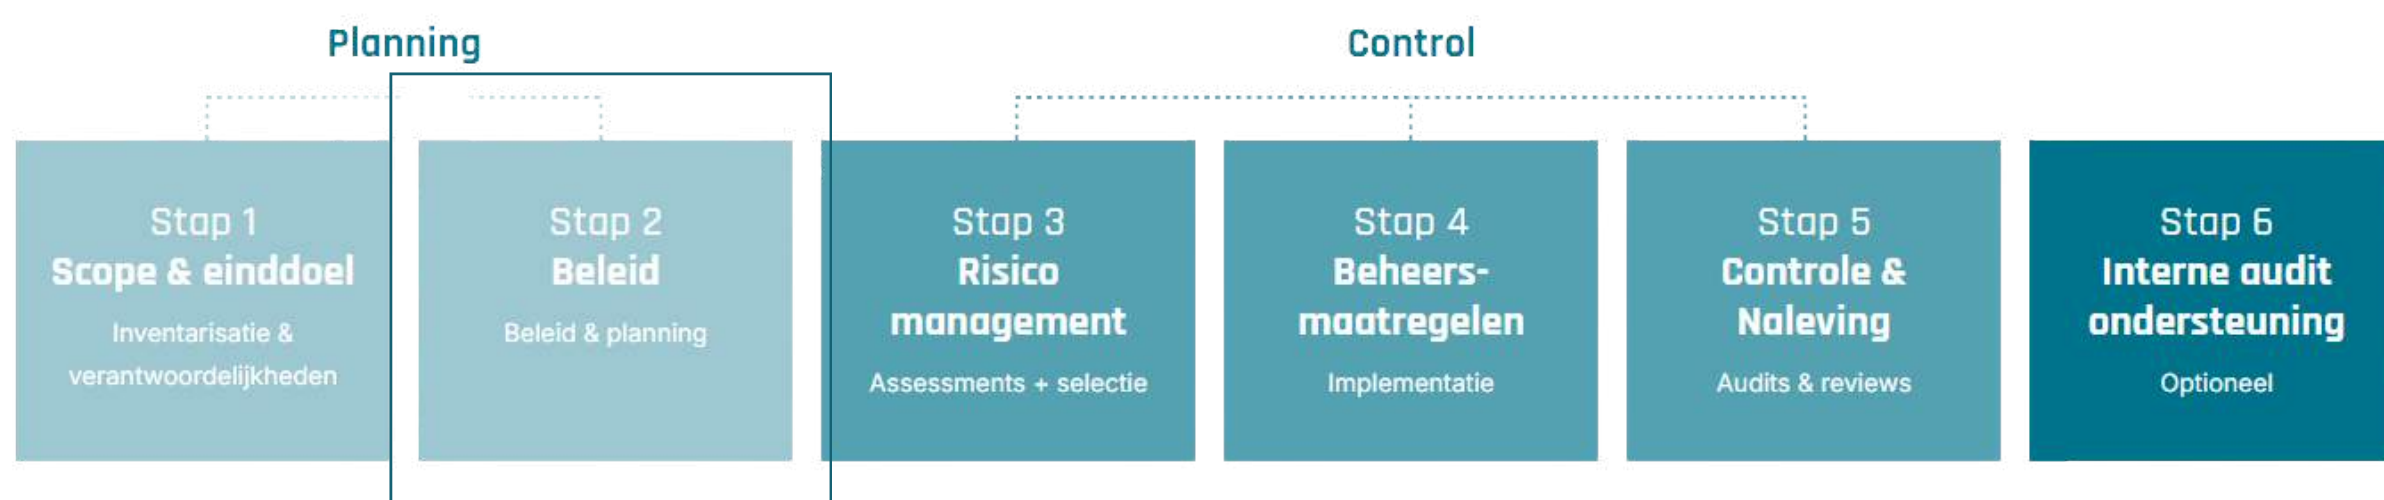 Planning
Control
Stap 1
Scope & einddoel
Inventarisatie &
verantwoordelijkheden
Stap 2
Beleid
Beleid & planning
Stap 3
Risico
management
Assessments + selectie
Stap 4
Beheers-
maatregelen
Implementatie
Stap 5
Controle &
Naleving
Audits & reviews
Stap 6
Interne audit
ondersteuning
Optioneel